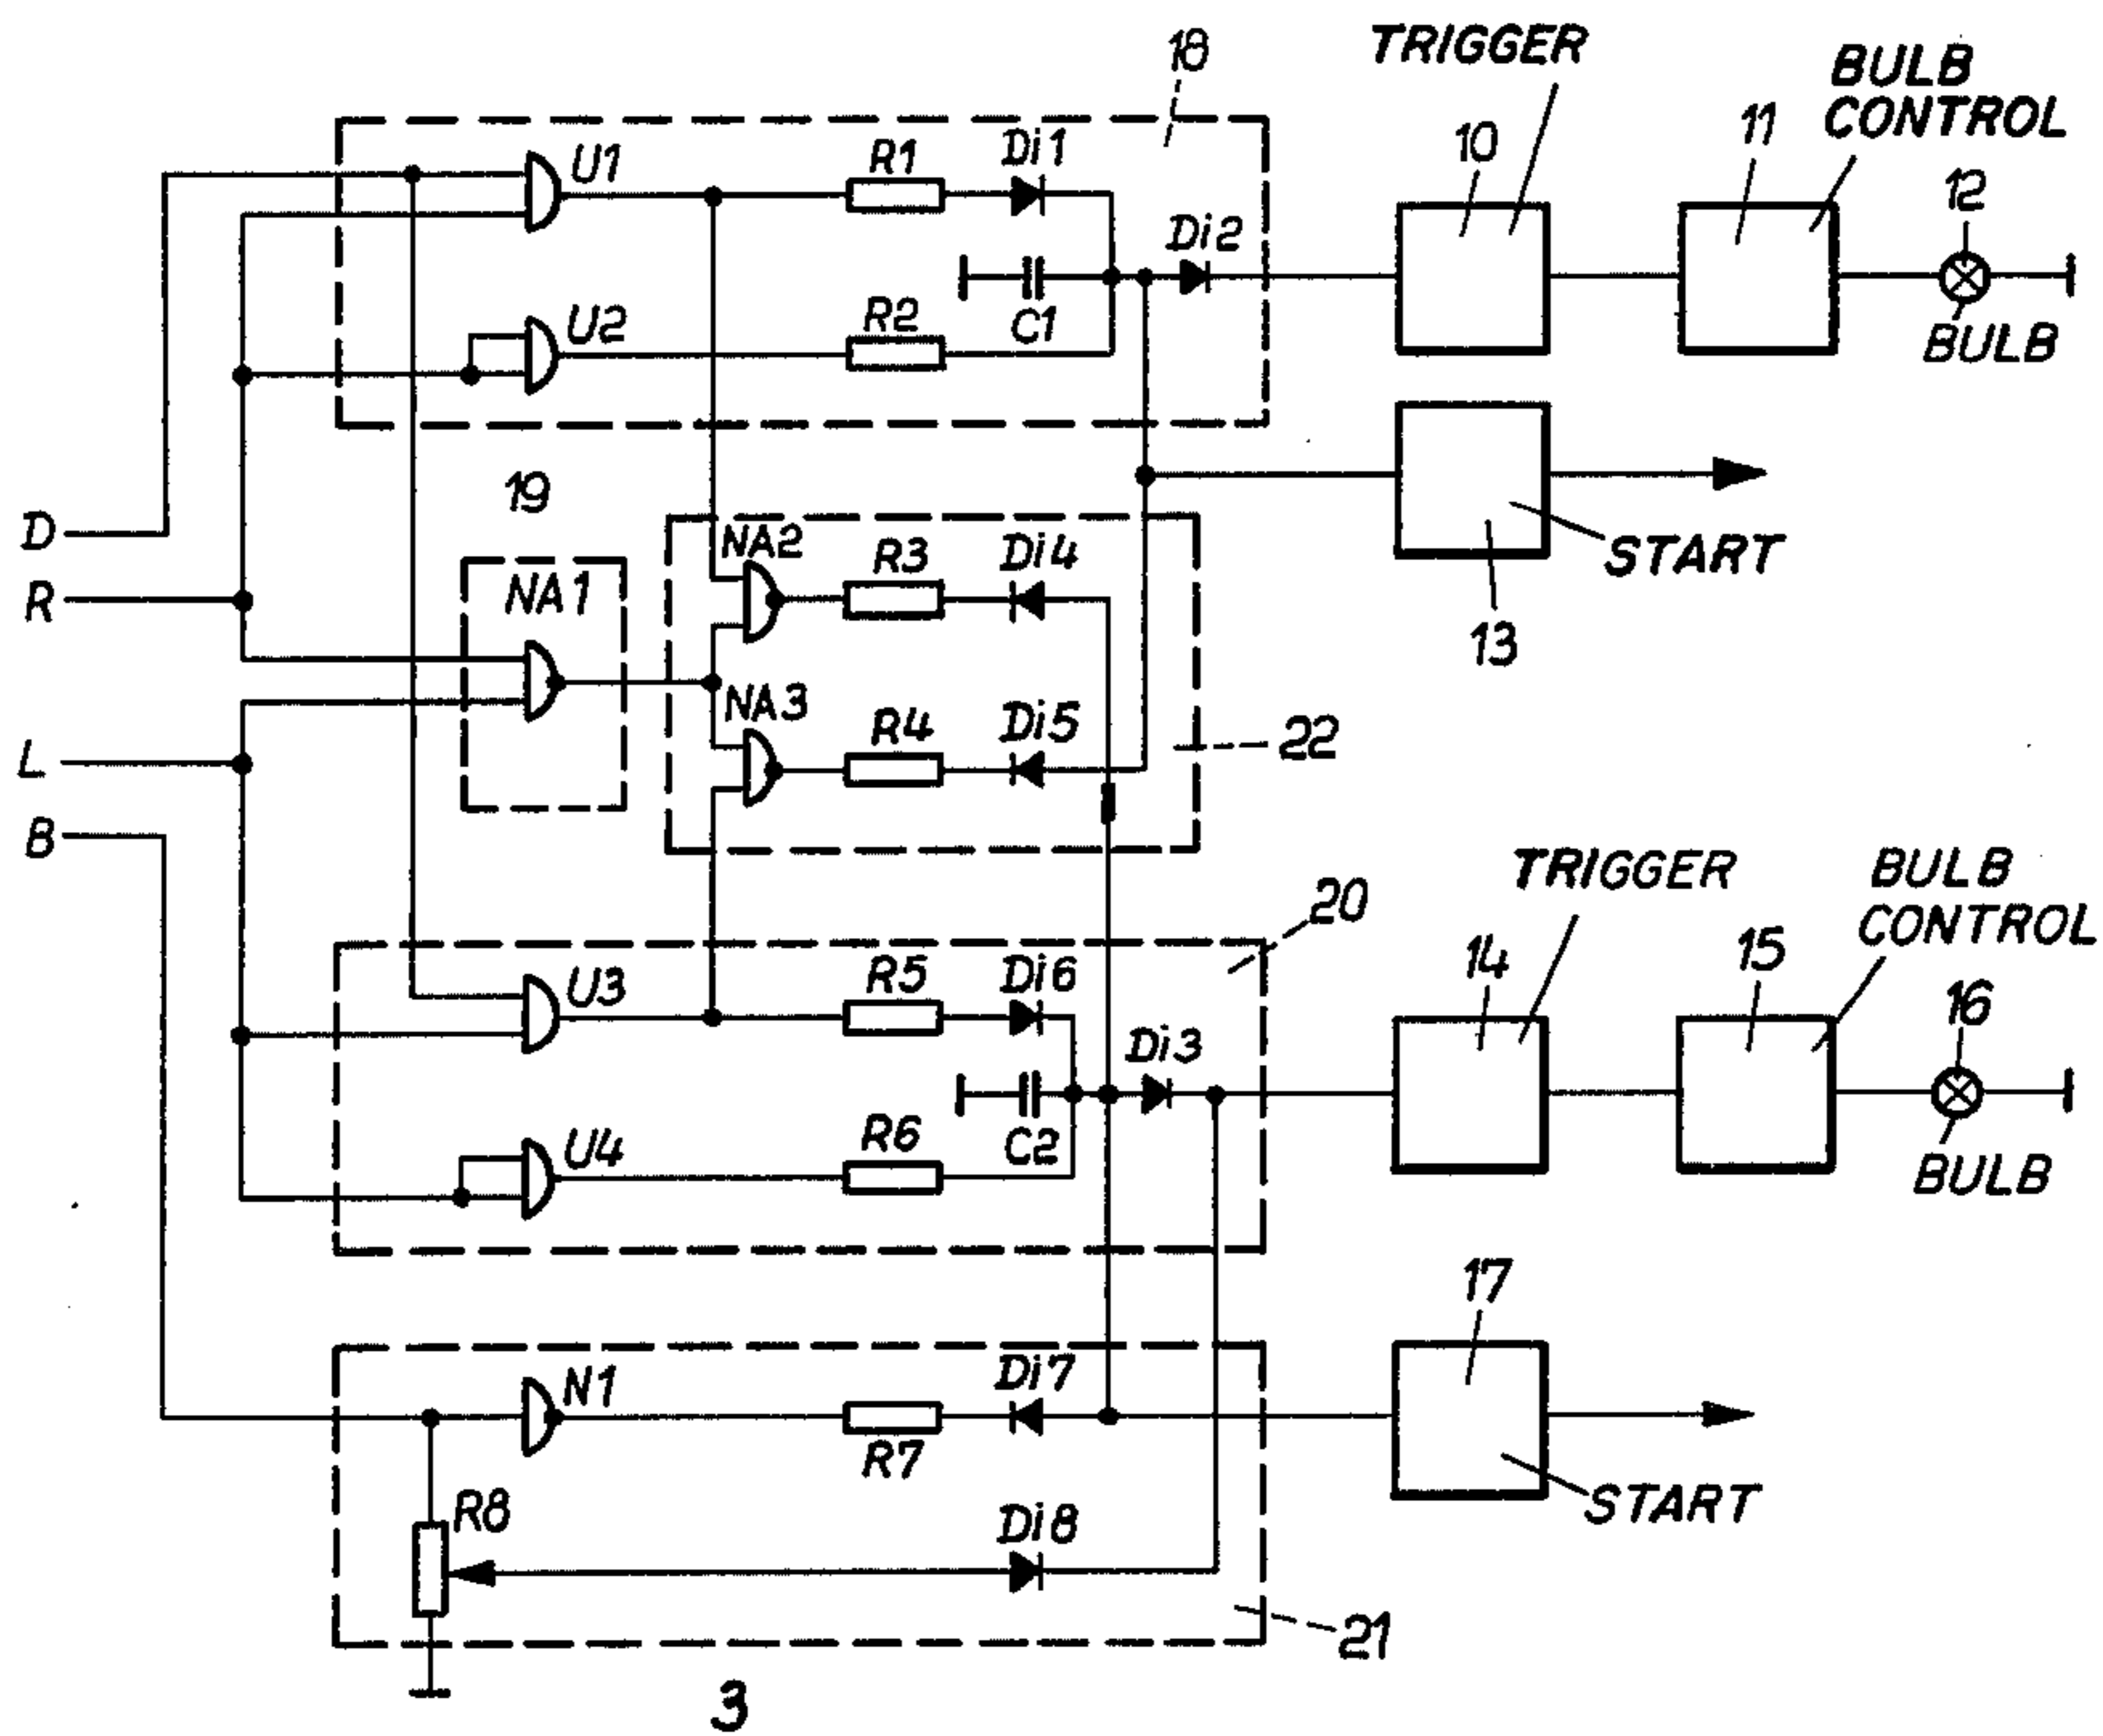 18
TRIGGER
BULB
CONTROL
10
11
12
U1
R1
Di1
Di2
C1
BULB
U2
R2
19
D
R
NA1
NA2
R3
Di4
START
13
NA3
R4
Di5
22
L
B
TRIGGER
BULB
CONTROL
20
14
15
16
U3
R5
Di6
Di3
C2
BULB
U4
R6
17
N1
Di7
R7
START
R8
Di8
21
3